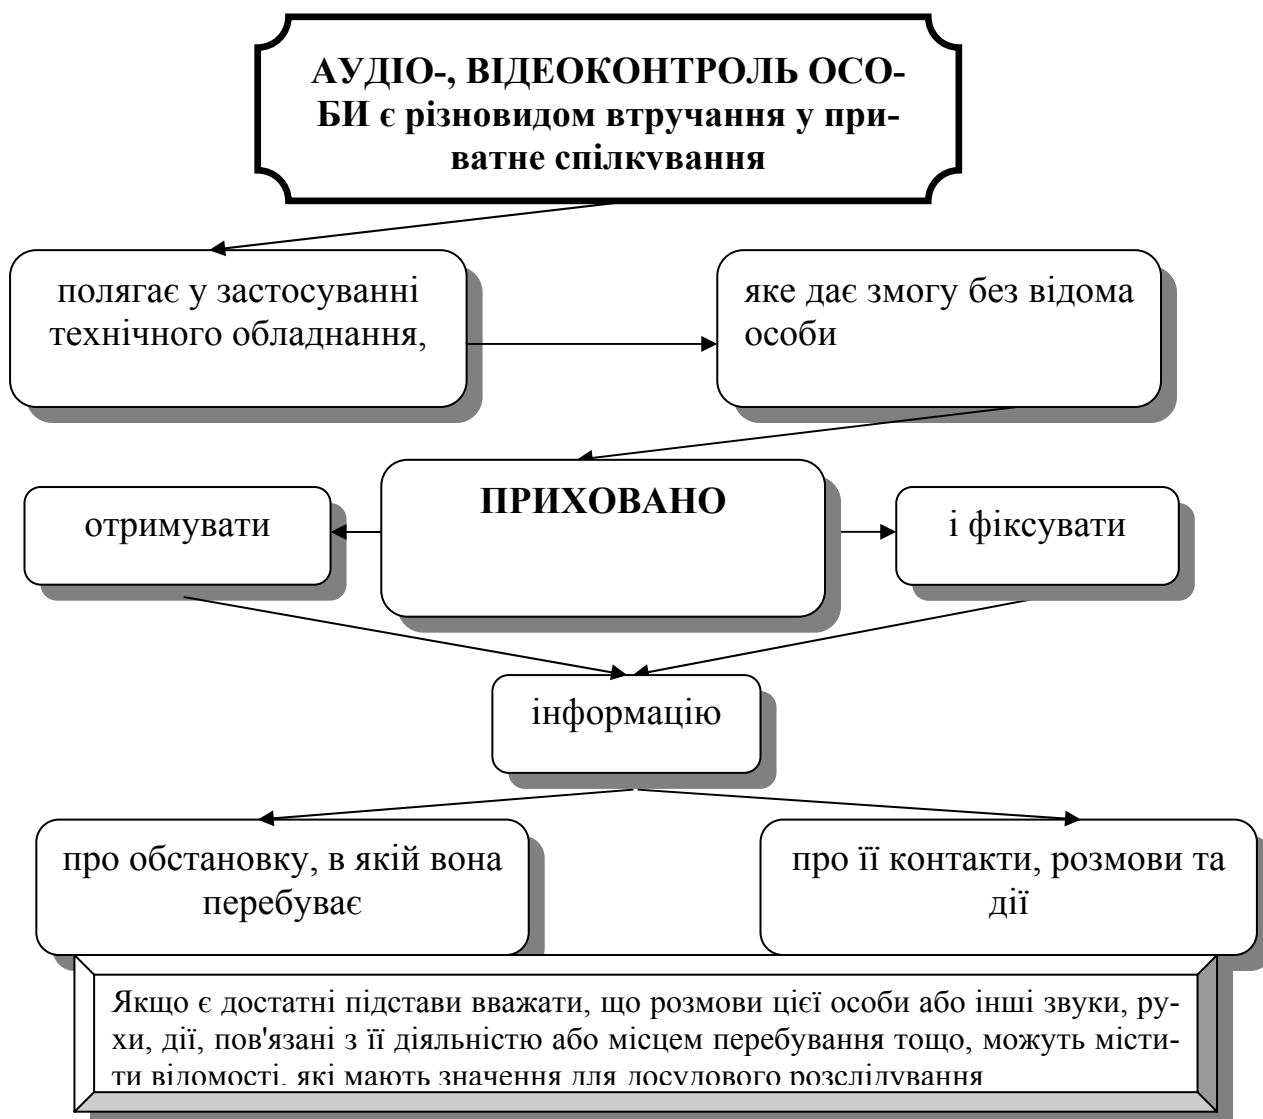 АУДІО-, ВІДЕОКОНТРОЛЬ ОСО-
БИ є різновидом втручання у при-
ватне спілкування
полягає у застосуванні
технічного обладнання,
яке дає змогу без відома
особи
ПРИХОВАНО
отримувати
і фіксувати
інформацію
про обстановку, в якій вона
перебуває
про її контакти, розмови та
дії
Якщо є достатні підстави вважати, що розмови цієї особи або інші звуки, ру-
хи, дії, пов'язані з її діяльністю або місцем перебування тощо, можуть місти-
ти відомості, які мають значення для досудового розслідування